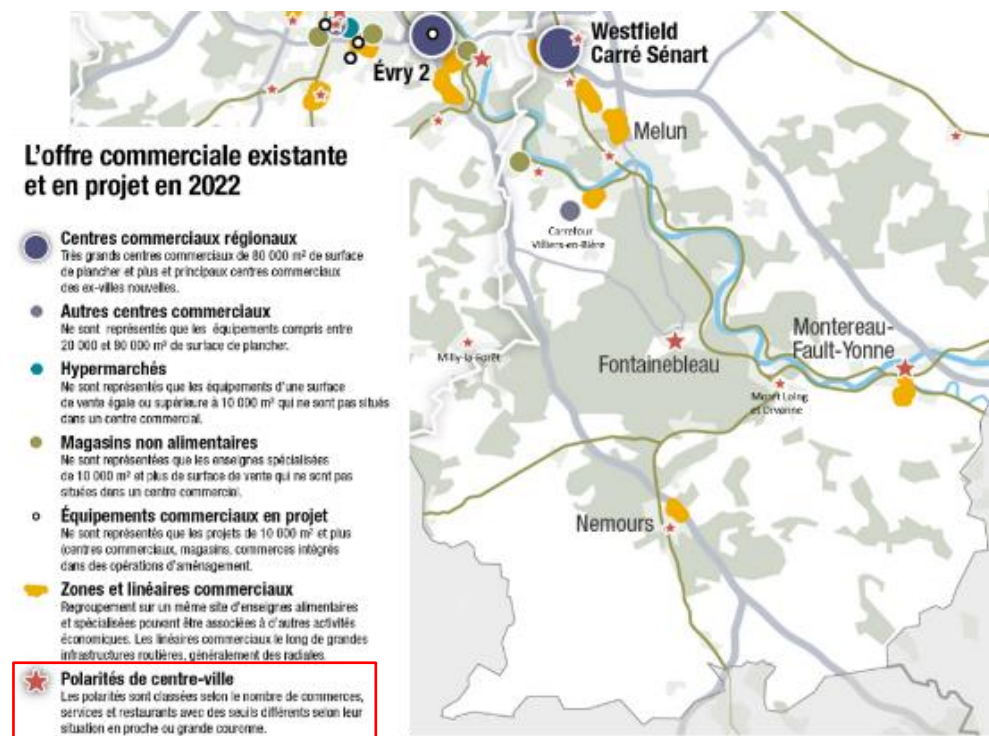 Westfield
Carré Sénart
Évry 2
Melun
Carrefour
Villiers-en-Bière
Montereau-
Fault-Yonne
Milly-la-Forêt
Fontainebleau
Moret Loing
et Orvanne
Nemours
L'offre commerciale existante
et en projet en 2022
Centres commerciaux régionaux
Très grands centres commerciaux de 80 000 m² de surface
de plancher et plus et principaux centres commerciaux
des ex-villes nouvelles.
Autres centres commerciaux
Ne sont représentés que les équipements compris entre
20 000 et 80 000 m² de surface de plancher.
Hypermarchés
Ne sont représentés que les équipements d'une surface
de vente égale ou supérieure à 10 000 m² qui ne sont pas situés
dans un centre commercial.
Magasins non alimentaires
Ne sont représentées que les enseignes spécialisées
de 10 000 m² et plus de surface de vente qui ne sont pas
situées dans un centre commercial.
Équipements commerciaux en projet
Ne sont représentés que les projets de 10 000 m² et plus
(centres commerciaux, magasins, commerces intégrés
dans des opérations d'aménagement.
Zones et linéaires commerciaux
Regroupement sur un même site d'enseignes alimentaires
et spécialisées pouvant être associées à d'autres activités
économiques. Les linéaires commerciaux le long de grandes
infrastructures routières, généralement des radiales.
Polarités de centre-ville
Les polarités sont classées selon le nombre de commerces,
services et restaurants avec des seuils différents selon leur
situation en proche ou grande couronne.